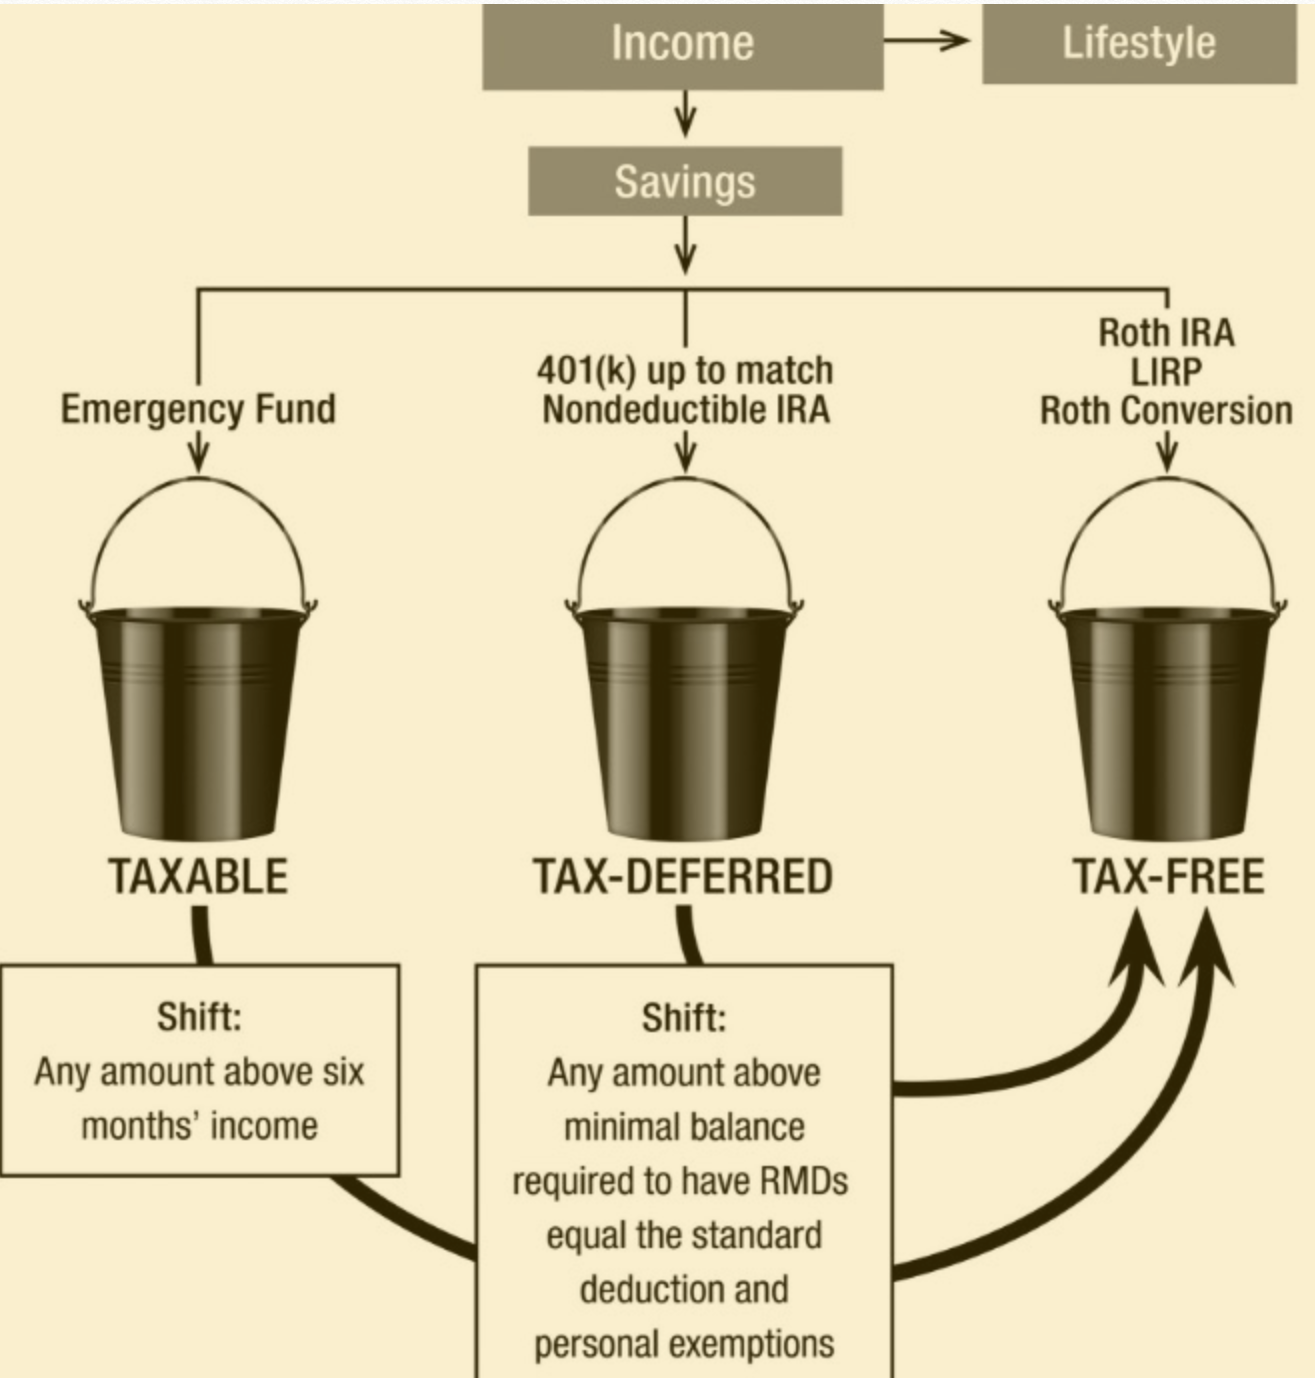 Income
Lifestyle
Savings
Emergency Fund
401(k) up to match
Nondeductible IRA
Roth IRA
LIRP
Roth Conversion
TAXABLE
TAX-DEFERRED
TAX-FREE
Shift:
Any amount above six
months’ income
Shift:
Any amount above
minimal balance
required to have RMDs
equal the standard
deduction and
personal exemptions